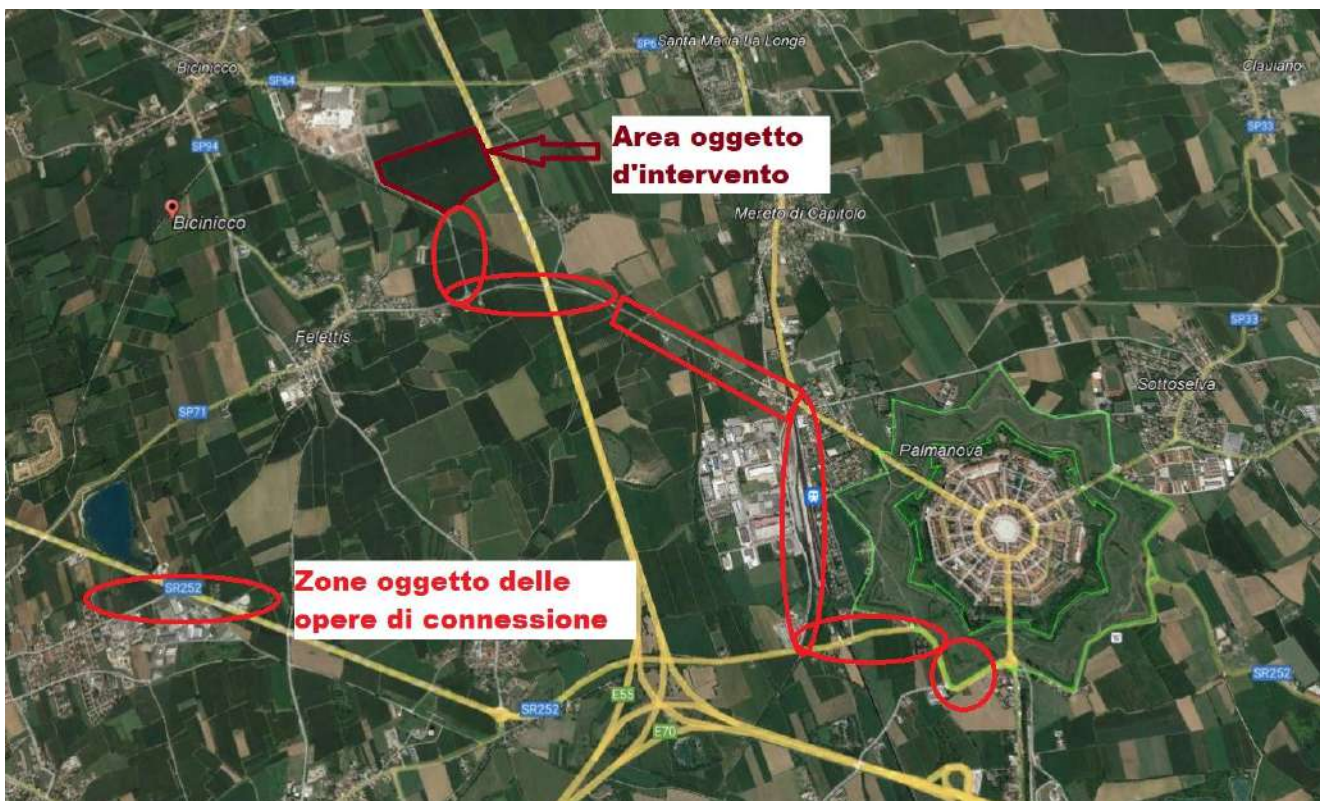 Santa Maria La Longa
SP6
Bicinicco
Clauiano
SP64
SP33
Area oggetto
d'intervento
SP94
Mereto di Capitolo
Bicinicco
SP33
Felettis
Sottoselva
SP71
Palmanova
Zone oggetto delle
opere di connessione
SR252
SR252
E55
SR252
E70